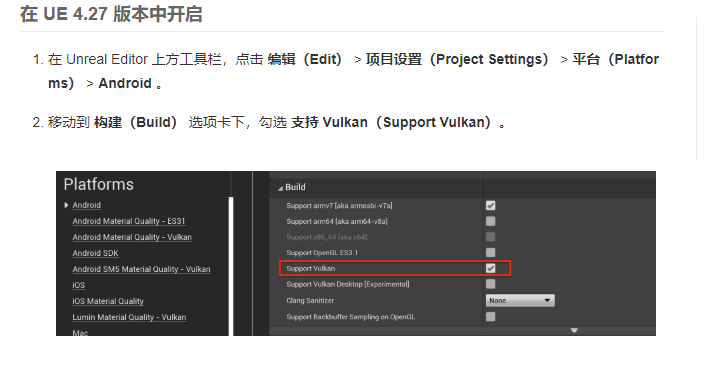 在 UE 4.27 版本中开启
1. 在 Unreal Editor 上方工具栏，点击 编辑（Edit） > 项目设置（Project Settings） > 平台（Platfor
ms）> Android 。
2. 移动到 构建（Build） 选项卡下，勾选 支持 Vulkan（Support Vulkan）。
Platforms
Android
Android Material Quality - ES31
Android Material Quality - Vulkan
Android SDK
Android SM5 Material Quality - Vulkan
iOS
iOS Material Quality
Lumin Material Quality - Vulkan
Mac
Build
Support armv7 [aka armeabi-v7a]
Support arm64 [aka arm64-v8a]
Support x86_64 [aka x64]
Support OpenGL ES3.1
Support Vulkan
Support Vulkan Desktop [Experimental]
Clang Sanitizer None
Support Backbuffer Sampling on OpenGL